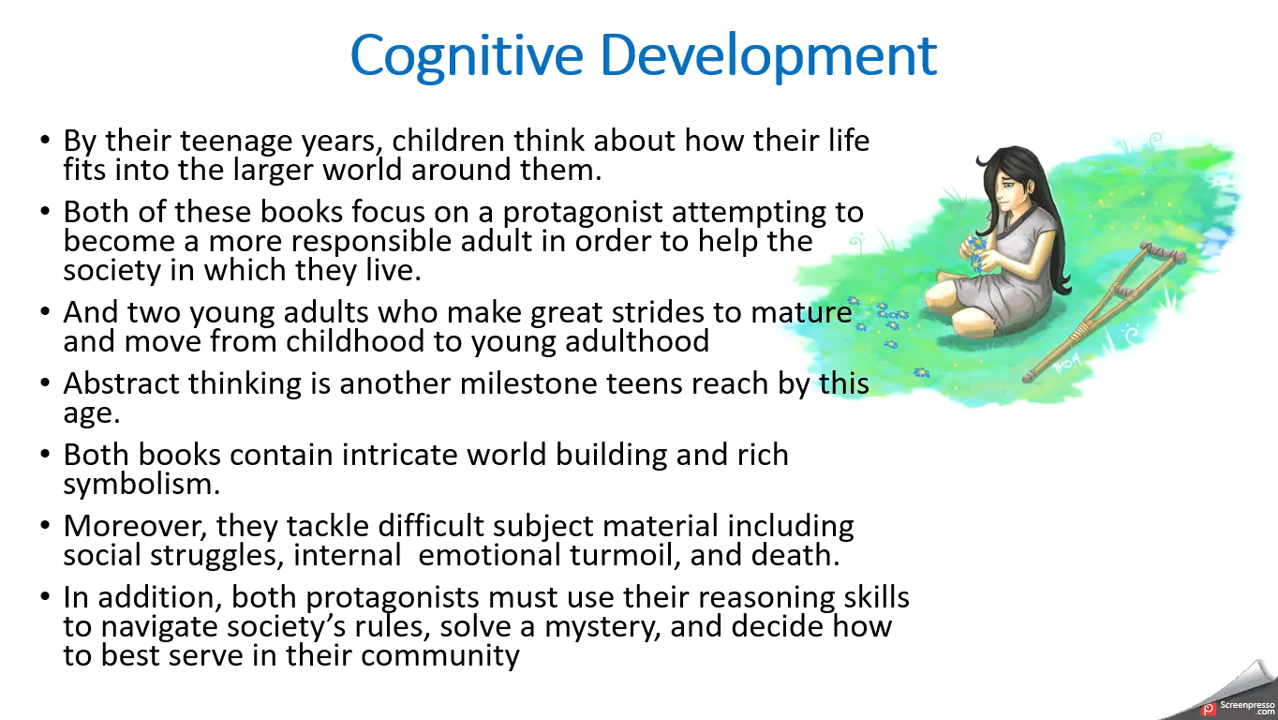 Cognitive Development
• By their teenage years, children think about how their life
fits into the larger world around them.
• Both of these books focus on a protagonist attempting to
become a more responsible adult in order to help the
society in which they live.
• And two young adults who make great strides to mature
and move from childhood to young adulthood
• Abstract thinking is another milestone teens reach by this
age.
• Both books contain intricate world building and rich
symbolism.
• Moreover, they tackle difficult subject material including
social struggles, internal  emotional turmoil, and death.
• In addition, both protagonists must use their reasoning skills
to navigate society’s rules, solve a mystery, and decide how
to best serve in their community
Screenpresso
.com